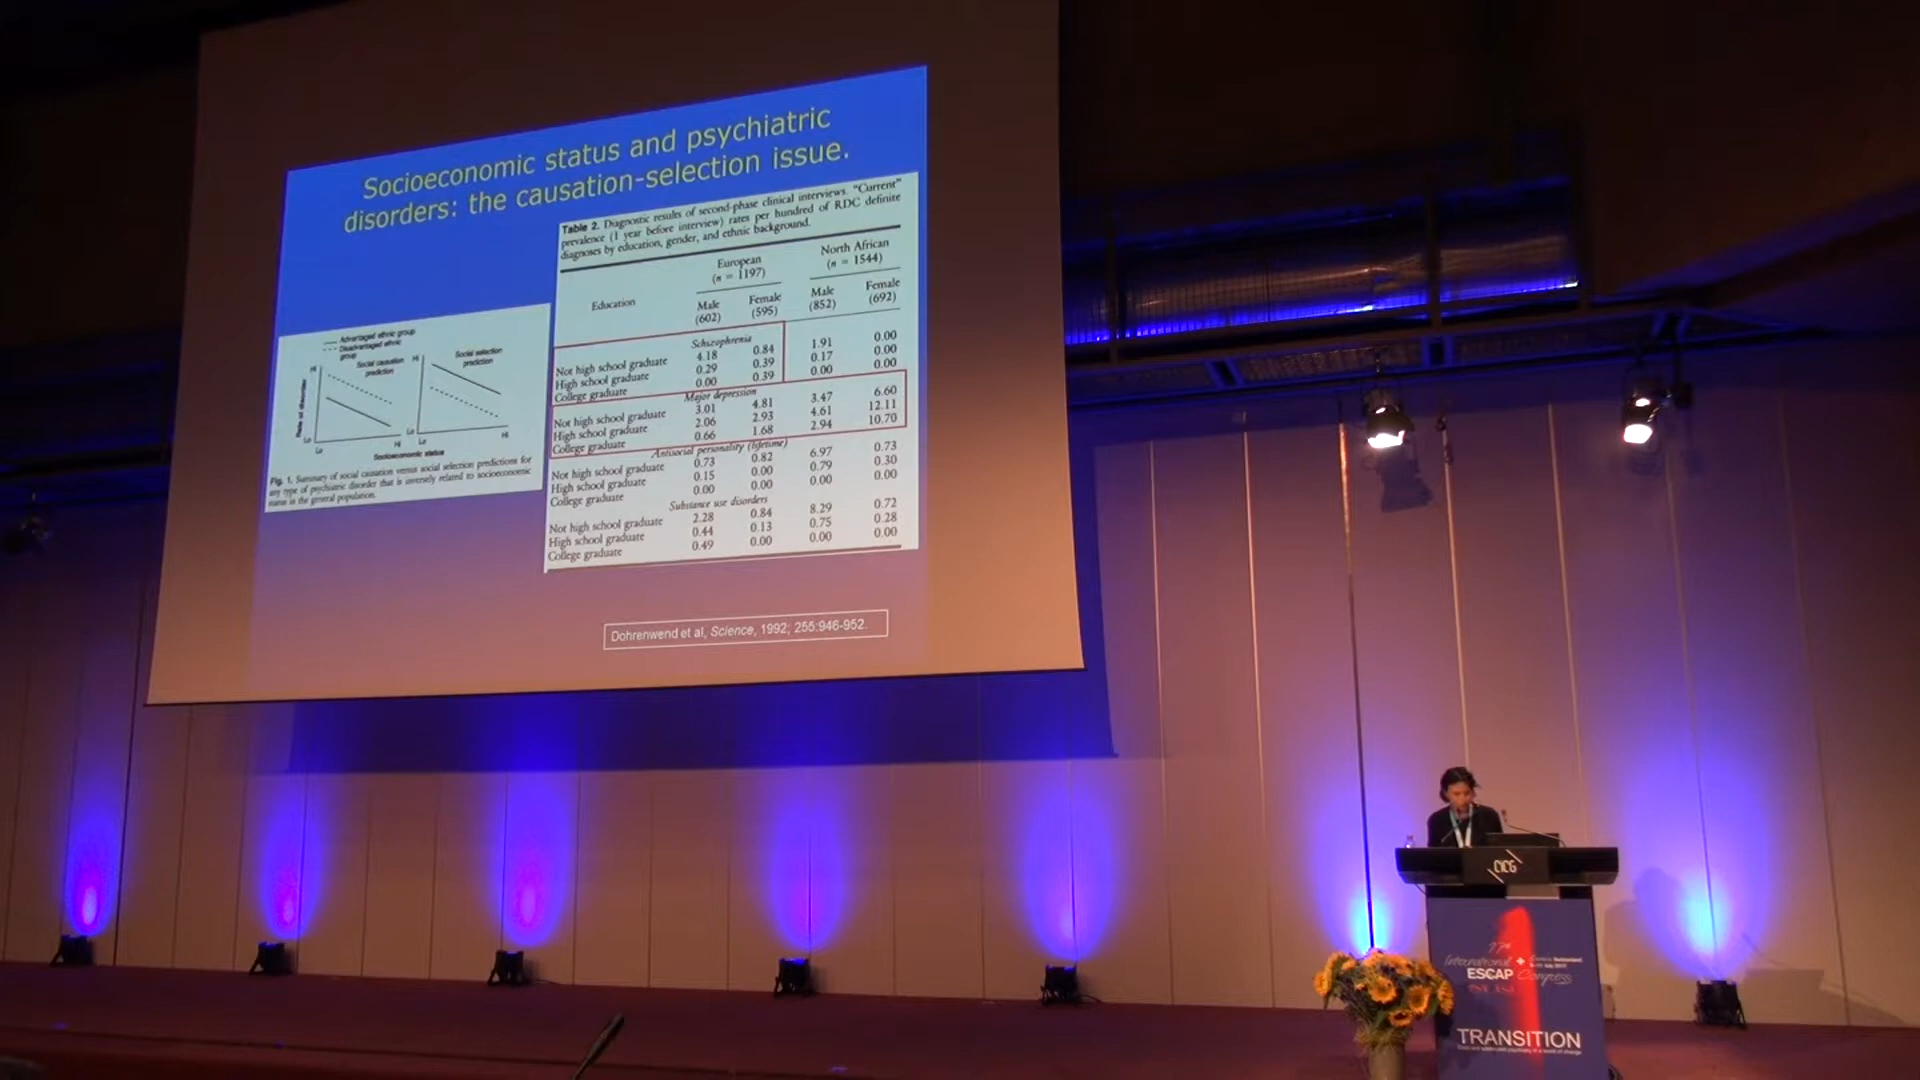 Socioeconomic status and psychiatric
disorders: the causation-selection issue.
Advantaged ethnic group
Disadvantaged ethnic
group
Social causation
prediction
Social selection
prediction
Hi
Hi
Rate of disorder
Lo
Lo
Lo
Hi
Lo
Hi
Socioeconomic status
Fig. 1. Summary of social causation versus social selection predictions for
any type of psychiatric disorder that is inversely related to socioeconomic
status in the general population.
Table 2. Diagnostic results of second-phase clinical interviews. "Current"
prevalence (1 year before interview) rates per hundred of RDC definite
diagnoses by education, gender, and ethnic background.
European North African
(n = 1197) (n = 1544)
Education Male Female Male Female
(602) (595) (852) (692)
Schizophrenia
Not high school graduate 4.18 0.84 1.91 0.00
High school graduate 0.29 0.39 0.17 0.00
College graduate 0.00 0.39 0.00 0.00
Major depression
Not high school graduate 3.01 4.81 3.47 6.60
High school graduate 2.06 2.93 4.61 12.11
College graduate 0.66 1.68 2.94 10.70
Antisocial personality (lifetime)
Not high school graduate 0.73 0.82 6.97 0.73
High school graduate 0.15 0.00 0.79 0.30
College graduate 0.00 0.00 0.00 0.00
Substance use disorders
Not high school graduate 2.28 0.84 8.29 0.72
High school graduate 0.44 0.13 0.75 0.28
College graduate 0.49 0.00 0.00 0.00
Dohrenwend et al, Science, 1992; 255:946-952.
CICG
International
ESCAP Congress
TRANSITION